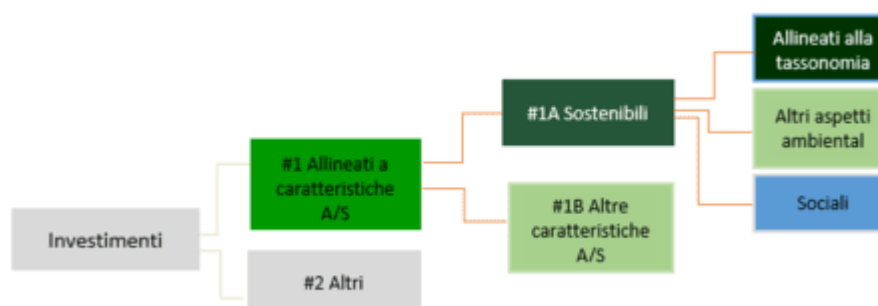 Investimenti
#1 Allineati a
caratteristiche
A/S
#2 Altri
#1A Sostenibili
#1B Altre
caratteristiche
A/S
Allineati alla
tassonomia
Altri aspetti
ambiental
Sociali